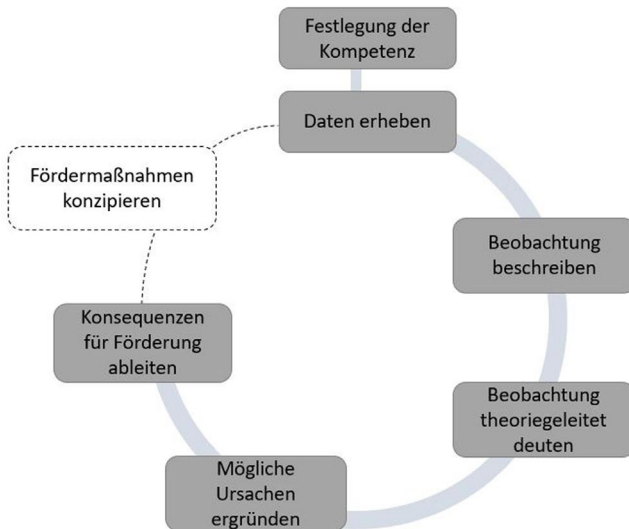 Festlegung der
Kompetenz
Daten erheben
Beobachtung
beschreiben
Beobachtung
theoriegeleitet
deuten
Mögliche
Ursachen
ergründen
Konsequenzen
für Förderung
ableiten
Fördermaßnahmen
konzipieren